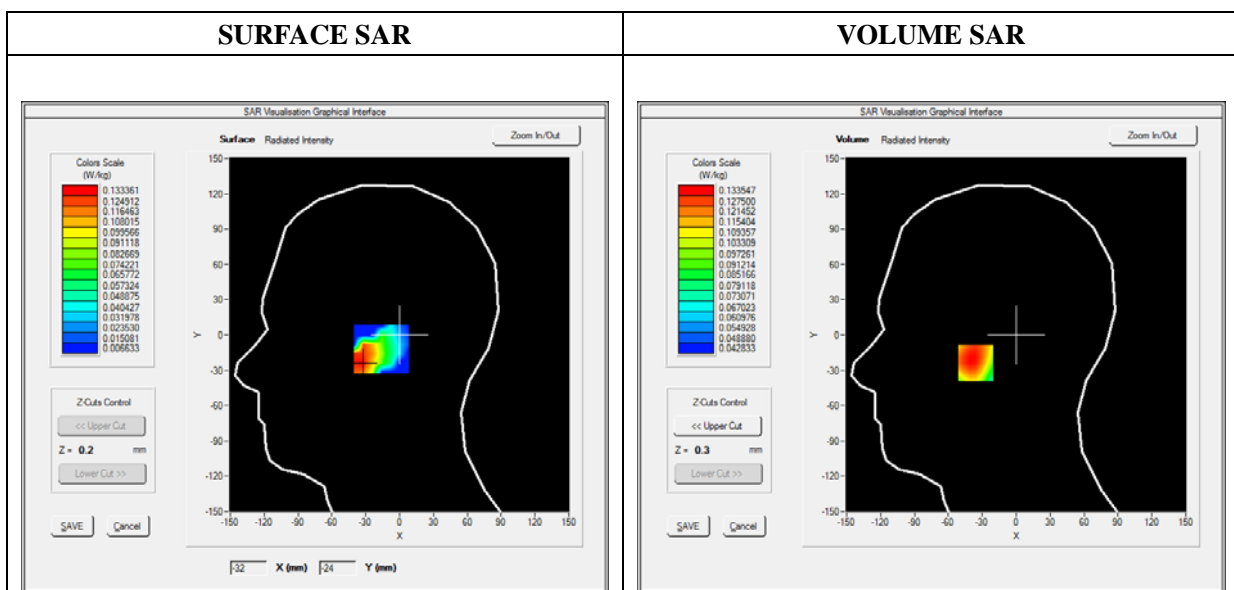 SURFACE SAR
VOLUME SAR
SAR Visualisation Graphical Interface
Surface Radiated Intensity
Zoom In/Out
Colors Scale
(W/kg)
0.133361
0.124912
0.116463
0.108015
0.099566
0.091118
0.082669
0.074221
0.065772
0.057324
0.048875
0.040427
0.031978
0.023530
0.015081
0.006633
Z-Cuts Control
<< Upper Cut
Z = 0.2 mm
Lower Cut >>
SAVE Cancel
150
120
90
60
30
0
-30
-60
-90
-120
-150
Y
-150 -120 -90 -60 -30 0 30 60 90 120 150
X
-32 X (mm) -24 Y (mm)
SAR Visualisation Graphical Interface
Volume Radiated Intensity
Zoom In/Out
Colors Scale
(W/kg)
0.133547
0.127500
0.121452
0.115404
0.109357
0.103309
0.097261
0.091214
0.085166
0.079118
0.073071
0.067023
0.060976
0.054928
0.048880
0.042833
Z-Cuts Control
<< Upper Cut
Z = 0.3 mm
Lower Cut >>
SAVE Cancel
150
120
90
60
30
0
-30
-60
-90
-120
-150
Y
-150 -120 -90 -60 -30 0 30 60 90 120 150
X